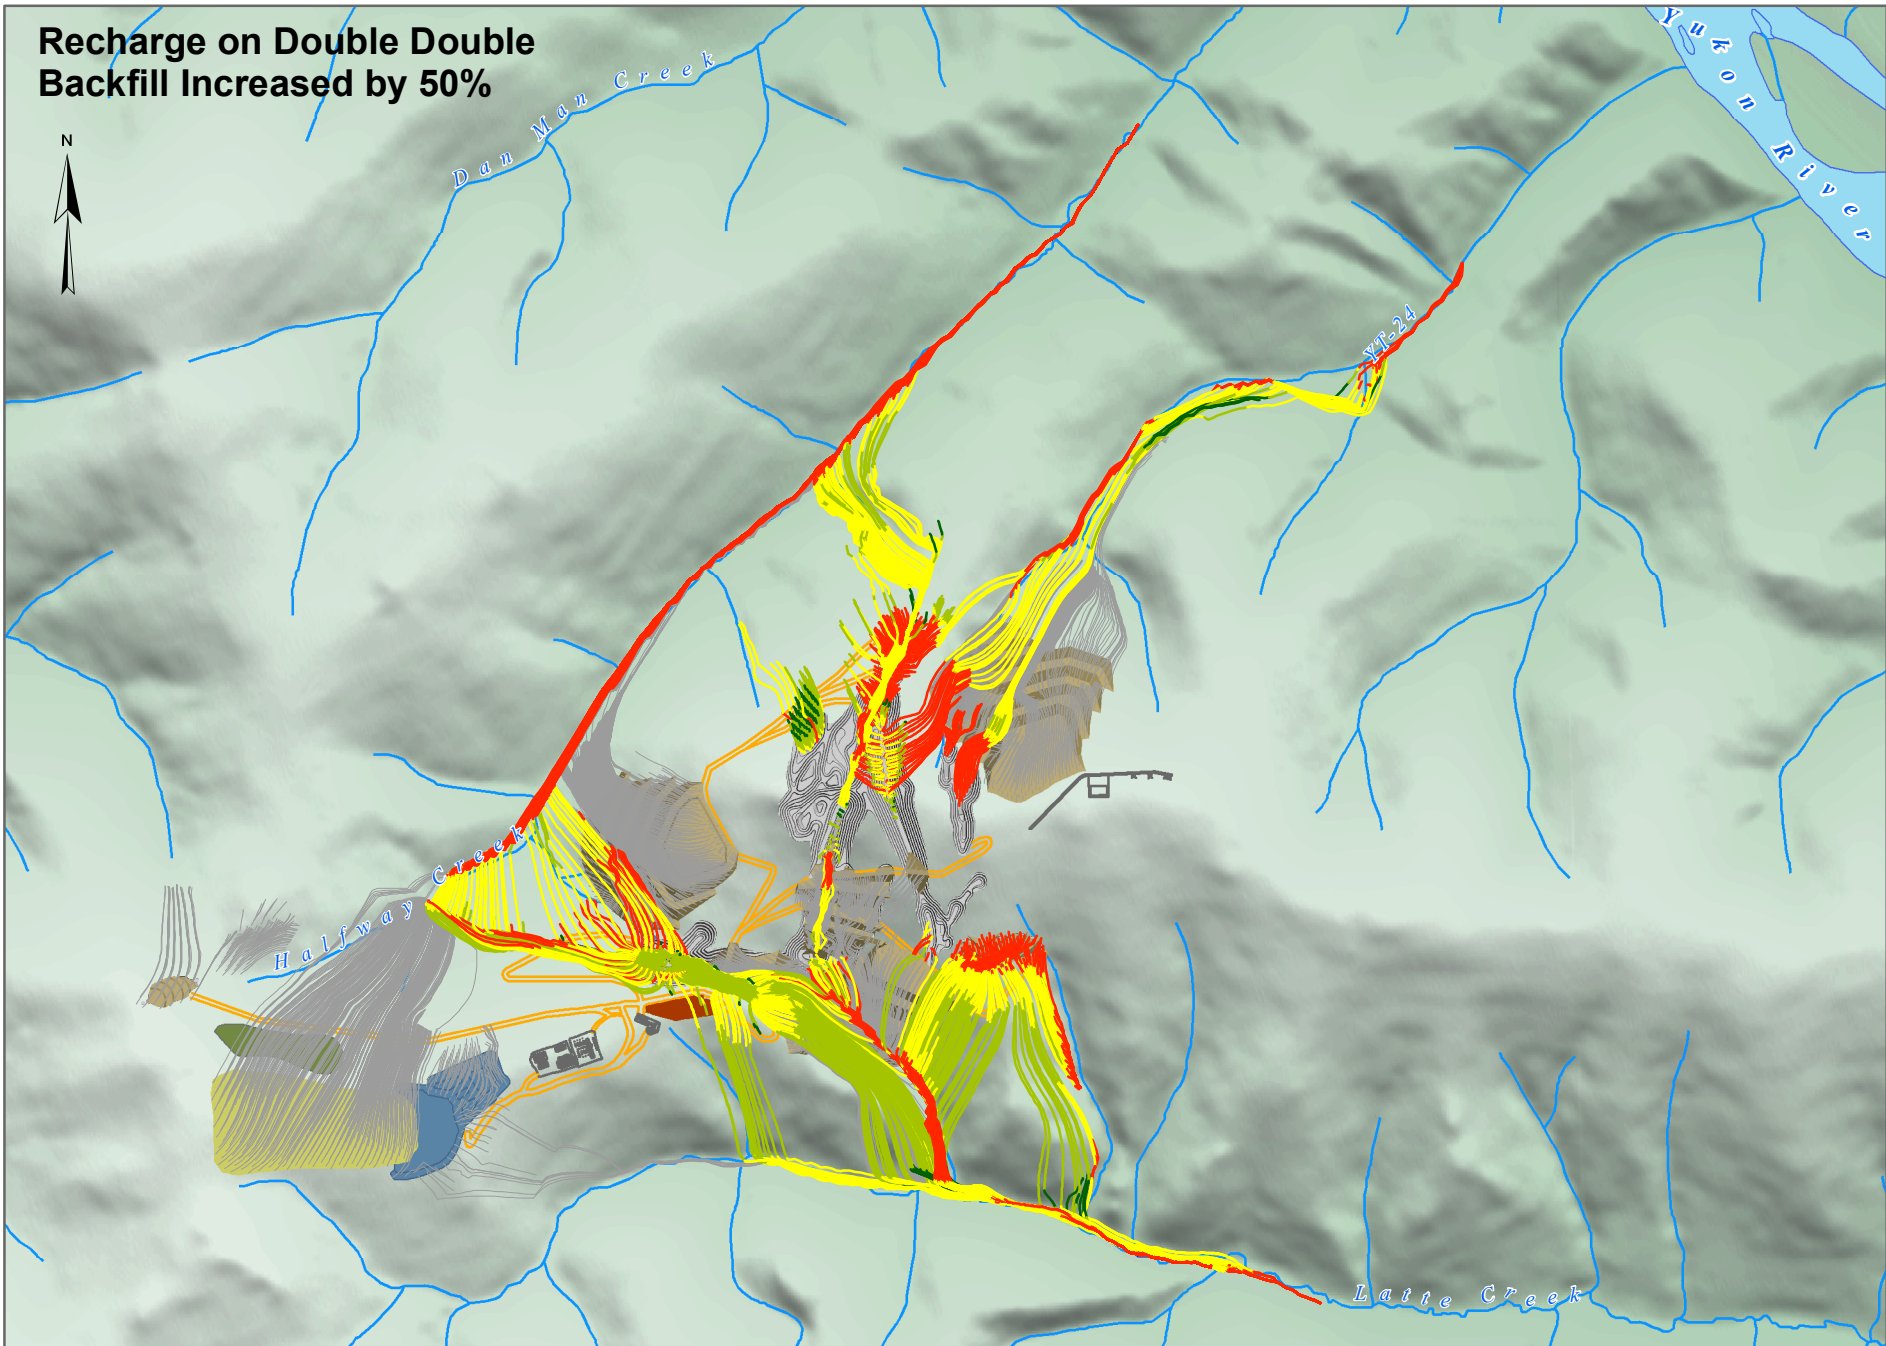 Recharge on Double Double
Backfill Increased by 50%
N
Dan Man Creek
Yukon River
YT-24
Halfway Creek
Latte Creek